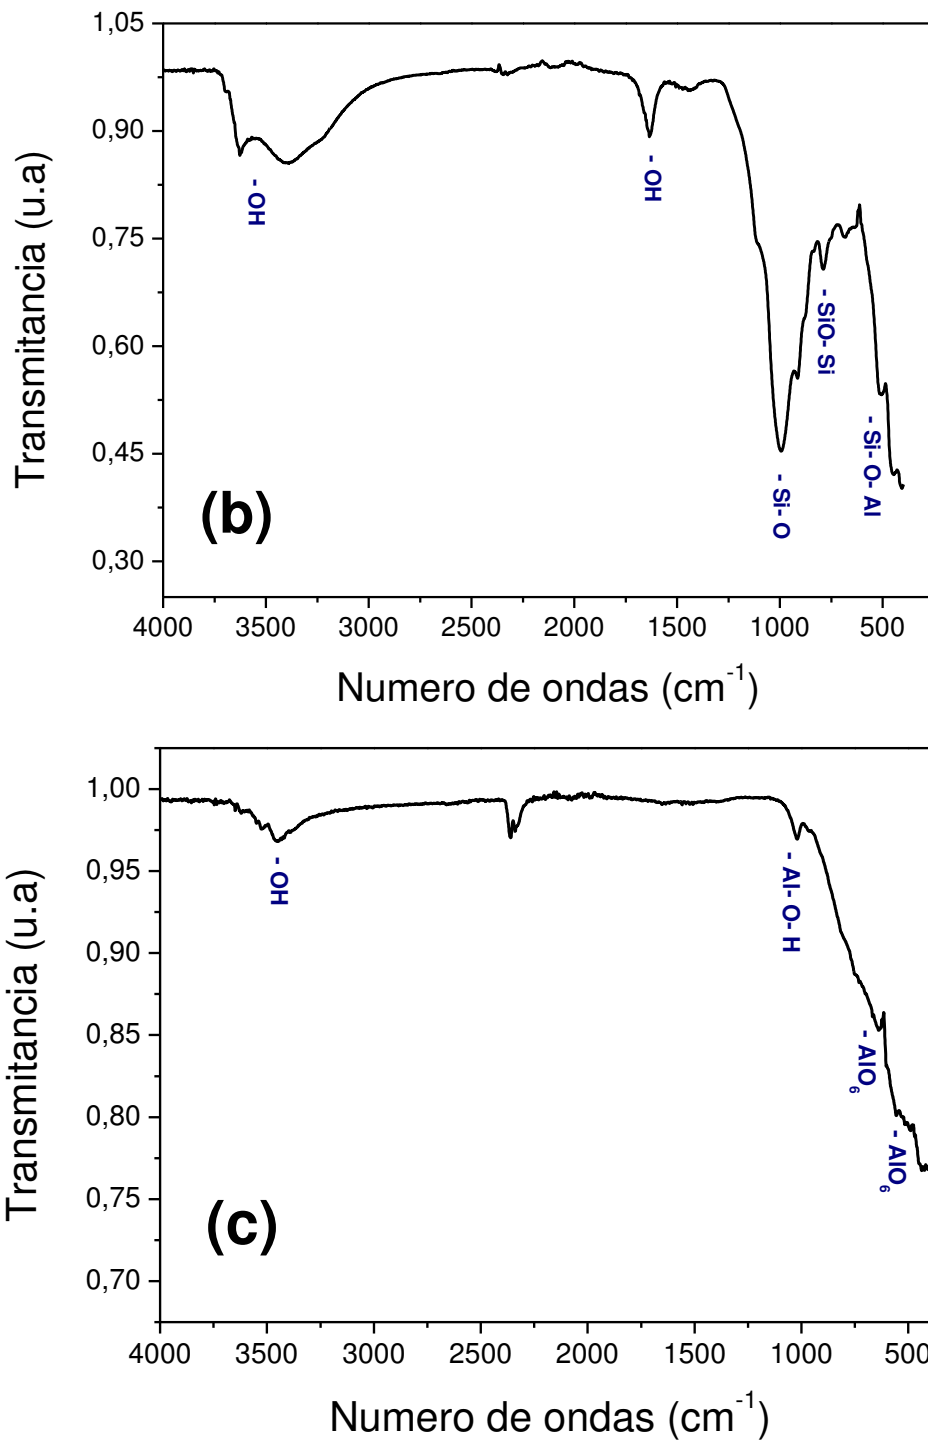 1,05
0,90
0,75
0,60
0,45
0,30
Transmitancia (u.a)
- OH
- OH
- Si- O
- SiO- Si
- Si- O- Al
(b)
4000 3500 3000 2500 2000 1500 1000 500
Numero de ondas (cm-1)
1,00
0,95
0,90
0,85
0,80
0,75
0,70
Transmitancia (u.a)
- OH
- Al- O- H
- AlO6
- AlO6
(c)
4000 3500 3000 2500 2000 1500 1000 500
Numero de ondas (cm-1)